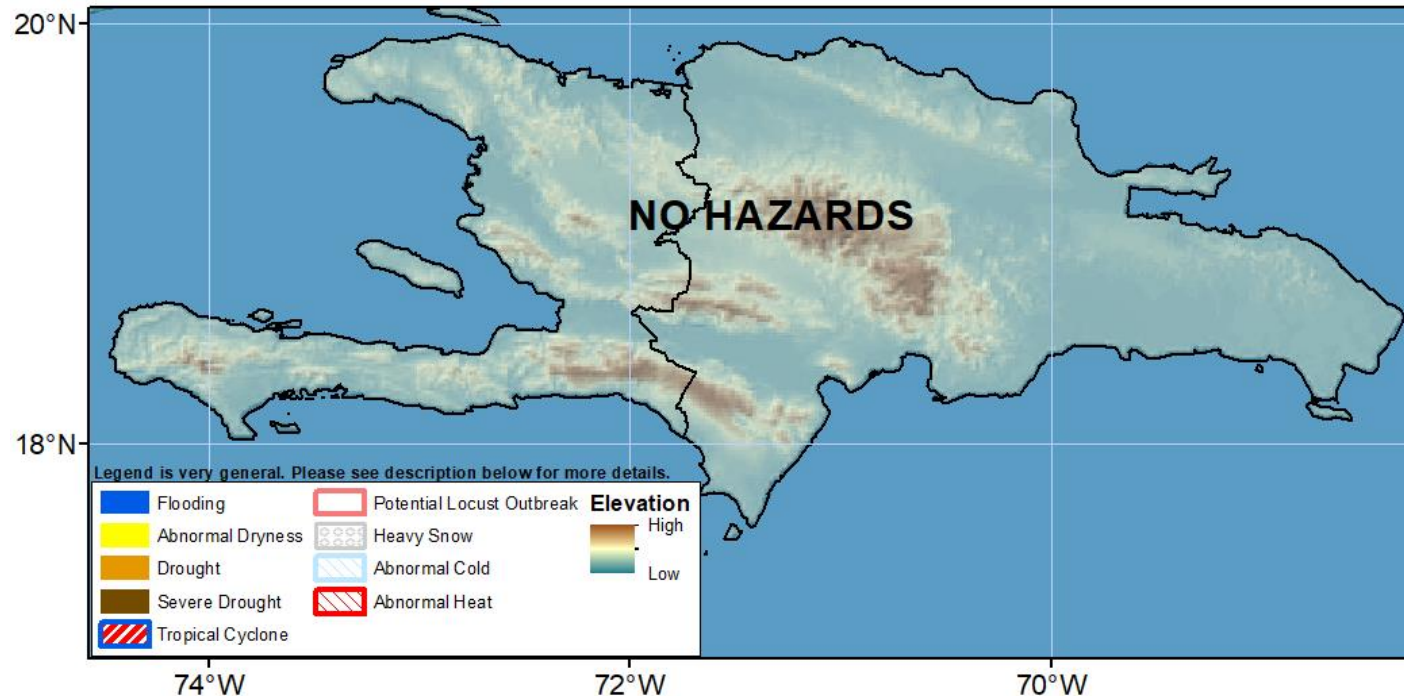 20°N
NO HAZARDS
18°N
Legend is very general. Please see description below for more details.
Flooding
Abnormal Dryness
Drought
Severe Drought
Tropical Cyclone
Potential Locust Outbreak
Heavy Snow
Abnormal Cold
Abnormal Heat
Elevation
High
Low
74°W
72°W
70°W